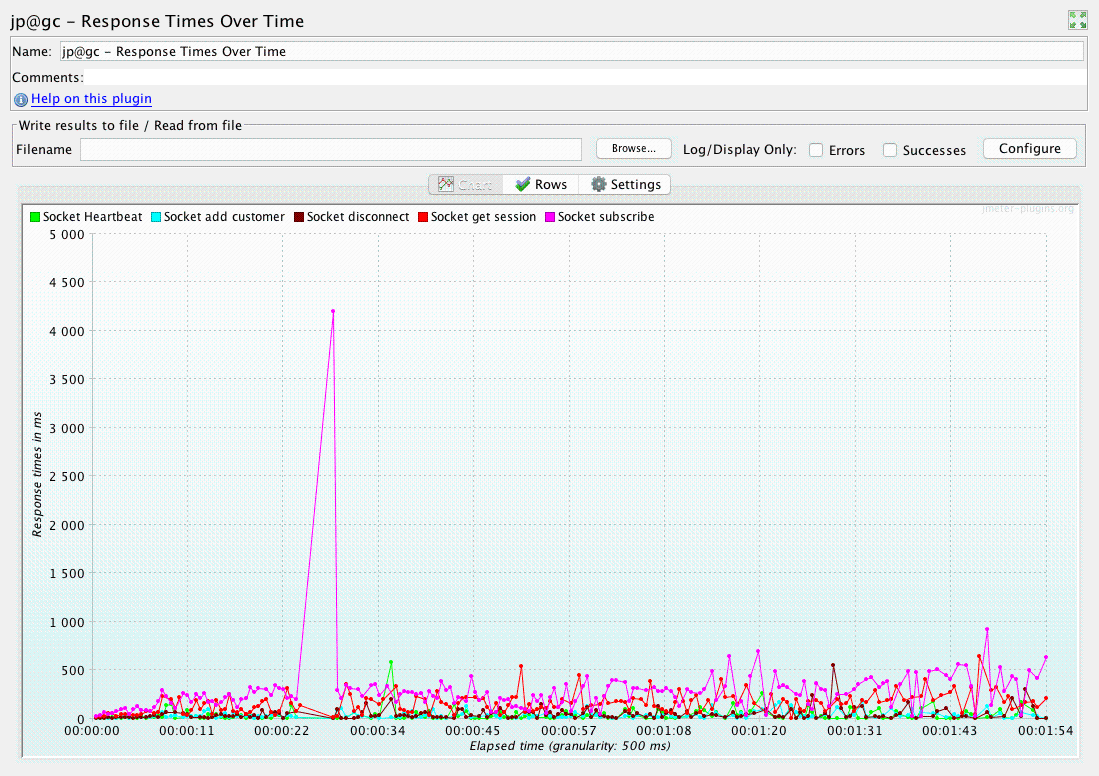 jp@gc – Response Times Over Time
Name: jp@gc – Response Times Over Time
Comments:
Help on this plugin
Write results to file / Read from file
Filename Browse... Log/Display Only: Errors Successes Configure
Chart Rows Settings
Socket Heartbeat Socket add customer Socket disconnect Socket get session Socket subscribe
jmeter-plugins.org
5 000
4 500
4 000
3 500
3 000
2 500
2 000
1 500
1 000
500
0
Response times in ms
00:00:00 00:00:11 00:00:22 00:00:34 00:00:45 00:00:57 00:01:08 00:01:20 00:01:31 00:01:43 00:01:54
Elapsed time (granularity: 500 ms)